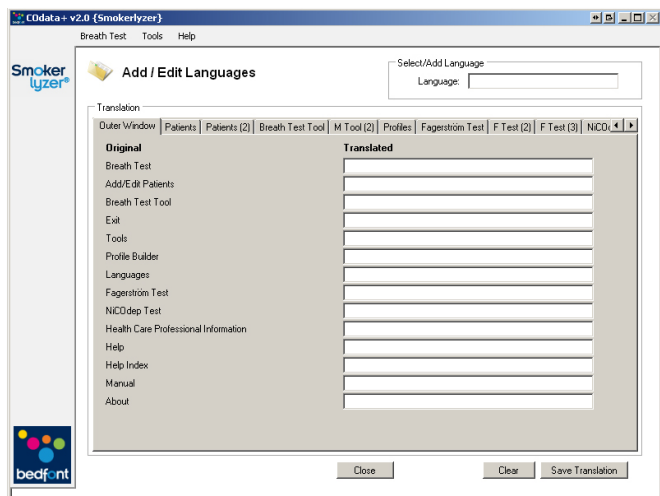 COdata+ v2.0 {Smokerlyzer}
Breath Test Tools Help
Smoker
lyzer®
Add / Edit Languages
Select/Add Language
Language:
Translation
Outer Window Patients Patients (2) Breath Test Tool M Tool (2) Profiles Fagerström Test F Test (2) F Test (3)
Original Translated
Breath Test
Add/Edit Patients
Breath Test Tool
Exit
Tools
Profile Builder
Languages
Fagerström Test
NiCOdep Test
Health Care Professional Information
Help
Help Index
Manual
About
bedfont
Close Clear Save Translation